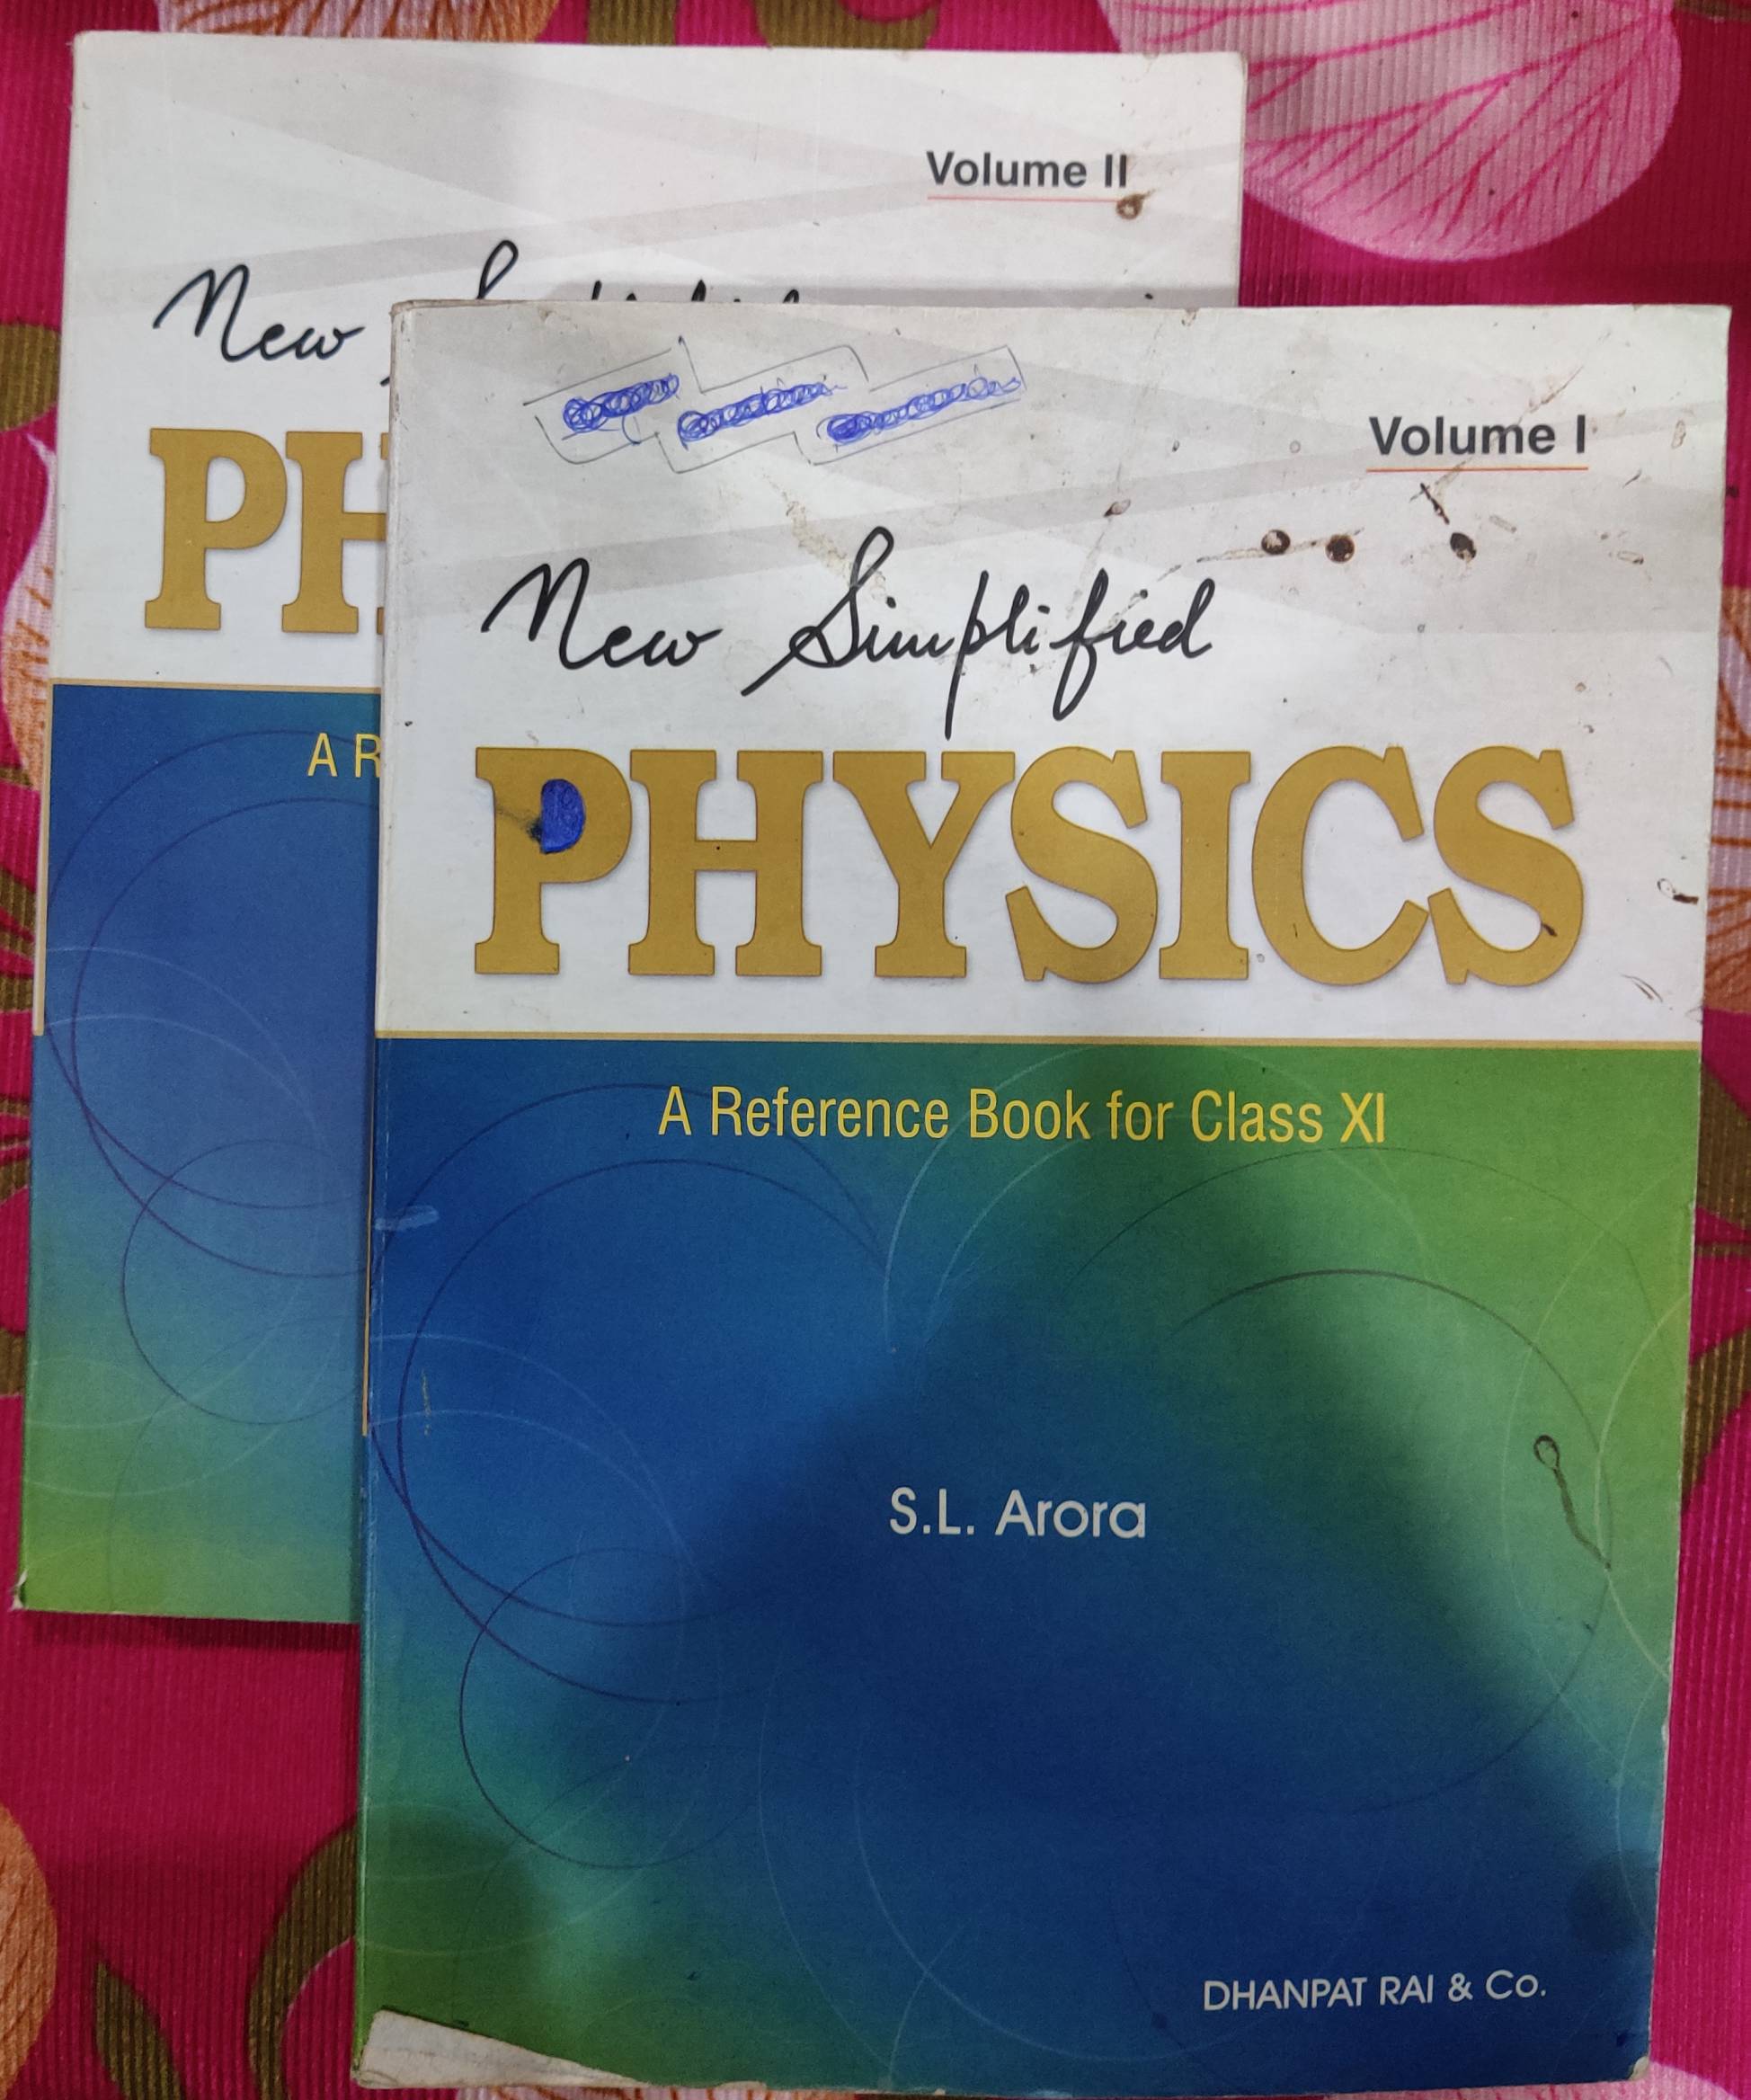 Volume II
New
PH
A R
Volume I
New Simplified
PHYSICS
A Reference Book for Class XI
S.L. Arora
DHANPAT RAI & Co.